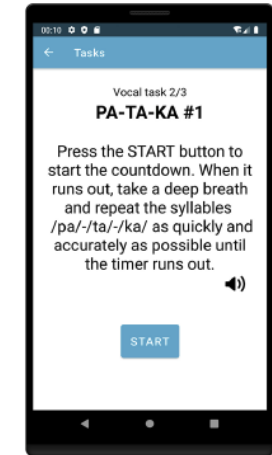 00:10
Tasks
Vocal task 2/3
PA-TA-KA #1
Press the START button to
start the countdown. When it
runs out, take a deep breath
and repeat the syllables
/pa/-/ta/-/ka/ as quickly and
accurately as possible until
the timer runs out.
START